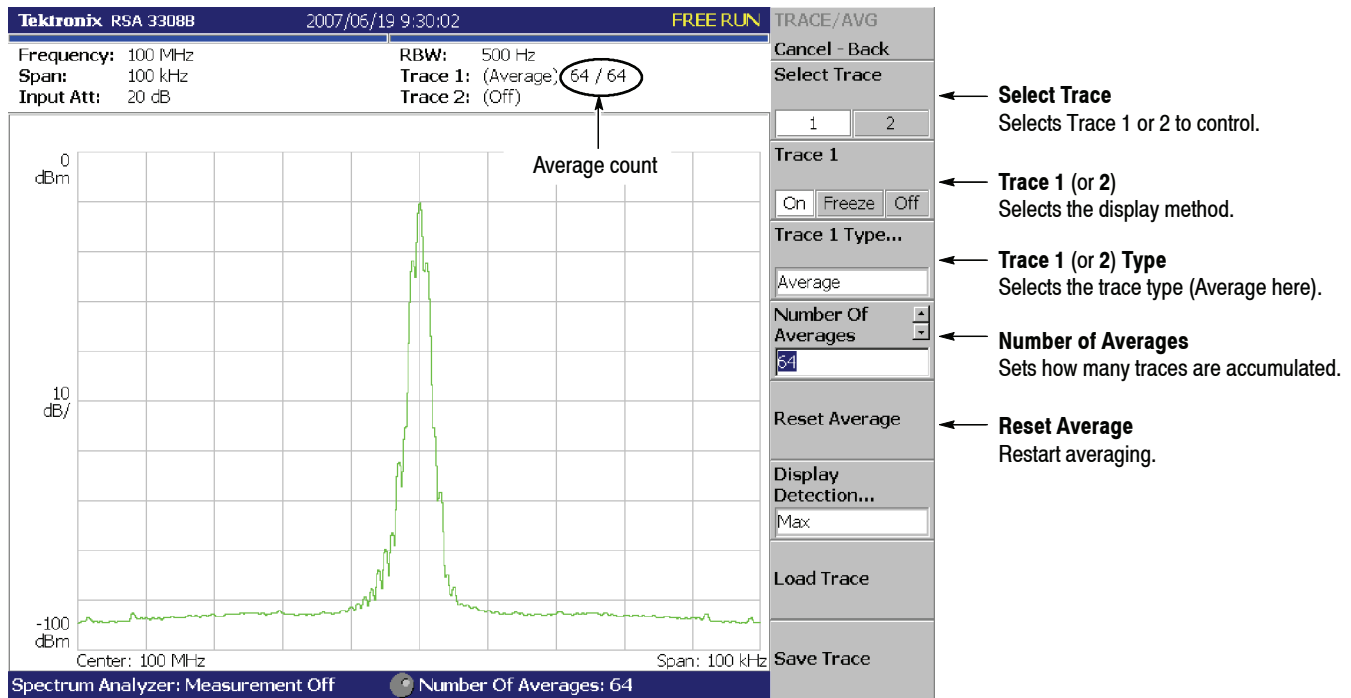 Tektronix RSA 3308B 2007/06/19 9:30:02 FREE RUN
Frequency: 100 MHz RBW: 500 Hz
Span: 100 kHz Trace 1: (Average) 64 / 64
Input Att: 20 dB Trace 2: (Off)
Average count
0
dBm
10
dB/
-100
dBm
Center: 100 MHz Span: 100 kHz
Spectrum Analyzer: Measurement Off Number Of Averages: 64
TRACE/AVG
Cancel - Back
Select Trace
1 2
Trace 1
On Freeze Off
Trace 1 Type...
Average
Number Of
Averages
64
Reset Average
Display
Detection...
Max
Load Trace
Save Trace
Select Trace
Selects Trace 1 or 2 to control.
Trace 1 (or 2)
Selects the display method.
Trace 1 (or 2) Type
Selects the trace type (Average here).
Number of Averages
Sets how many traces are accumulated.
Reset Average
Restart averaging.